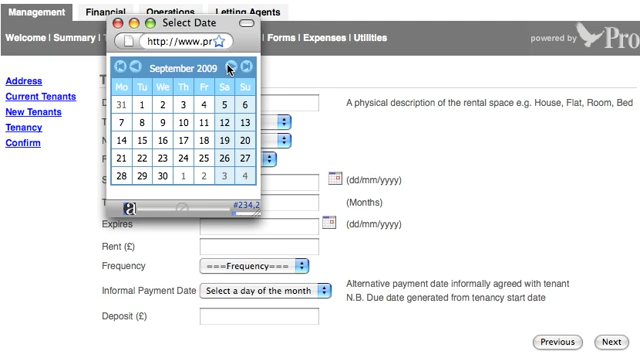 Management Financial Operations Letting Agents
Select Date
http://www.pr
Welcome | Summary | T
Forms | Expenses | Utilities
powered by Pro
September 2009
Mo Tu We Th Fr Sa Su
31 1 2 3 4 5 6
7 8 9 10 11 12 13
14 15 16 17 18 19 20
21 22 23 24 25 26 27
28 29 30 1 2 3 4
#234,2
Address
Current Tenants
New Tenants
Tenancy
Confirm
A physical description of the rental space e.g. House, Flat, Room, Bed
(dd/mm/yyyy)
(Months)
Expires (dd/mm/yyyy)
Rent (£)
Frequency ===Frequency===
Informal Payment Date Select a day of the month
Alternative payment date informally agreed with tenant
N.B. Due date generated from tenancy start date
Deposit (£)
Previous Next